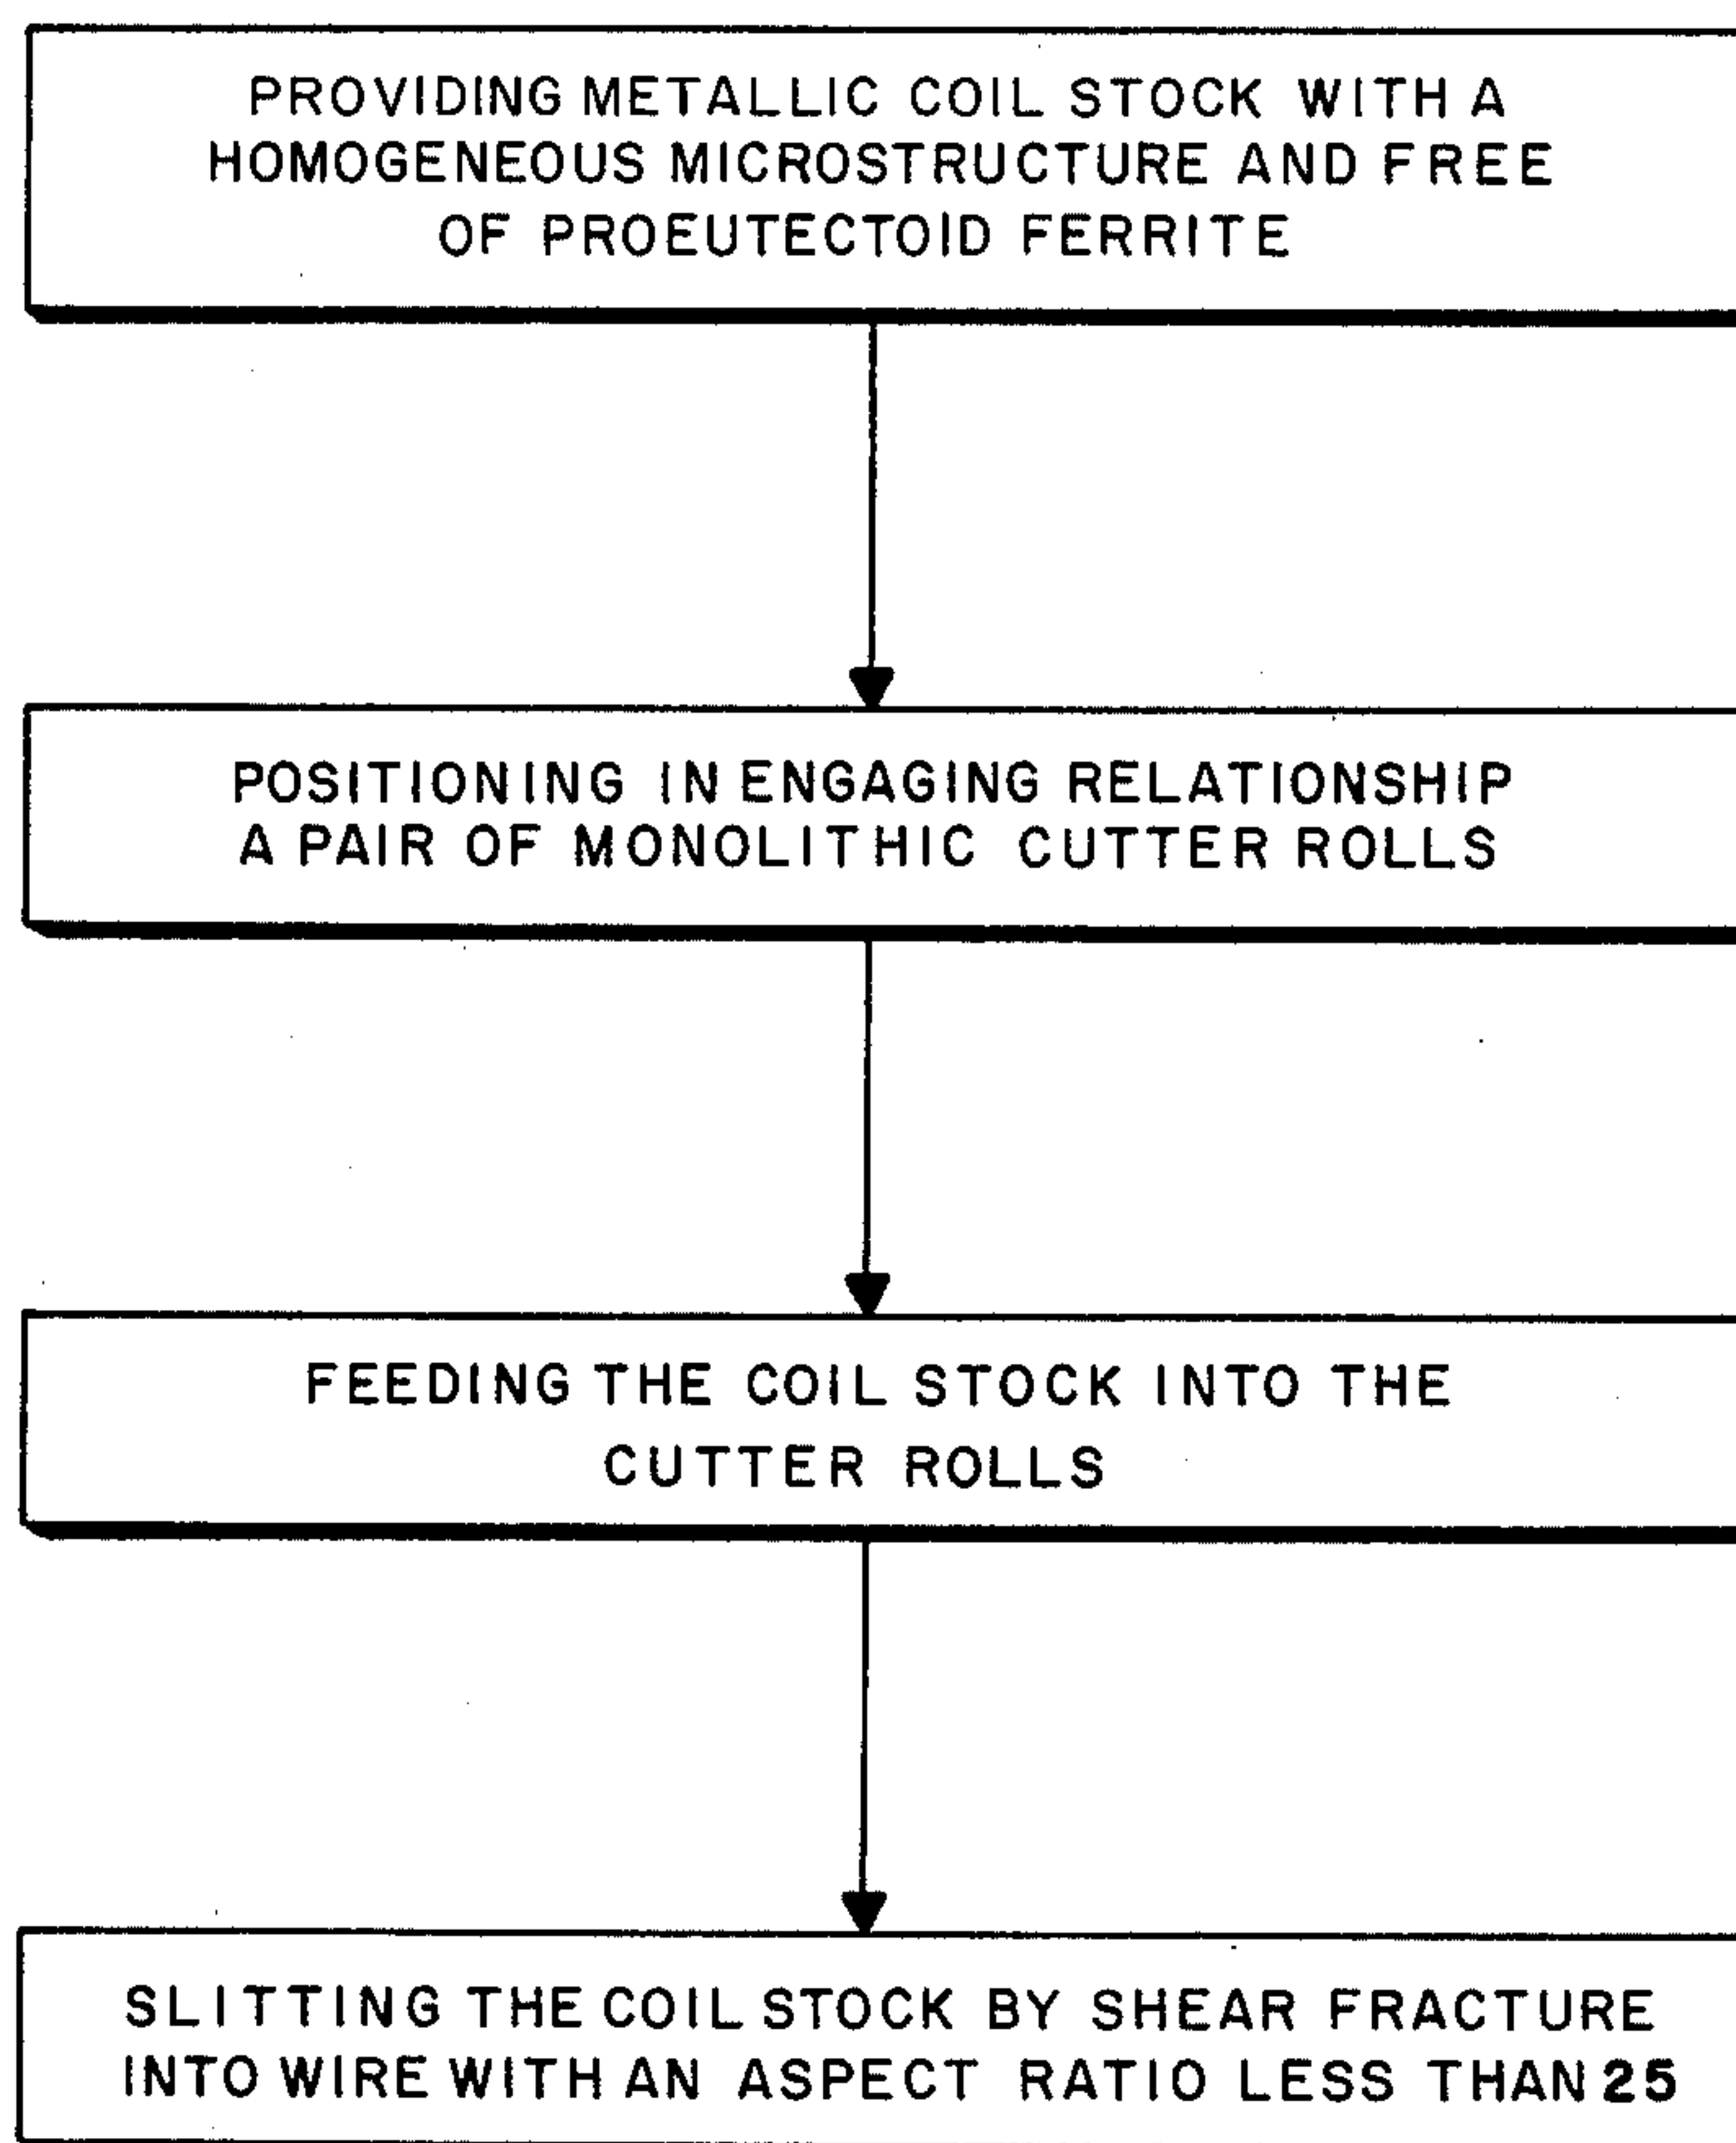 PROVIDING METALLIC COIL STOCK WITH A
HOMOGENEOUS MICROSTRUCTURE AND FREE
OF PROEUTECTOID FERRITE
POSITIONING IN ENGAGING RELATIONSHIP
A PAIR OF MONOLITHIC CUTTER ROLLS
FEEDING THE COIL STOCK INTO THE
CUTTER ROLLS
SLITTING THE COIL STOCK BY SHEAR FRACTURE
INTO WIRE WITH AN ASPECT RATIO LESS THAN 25